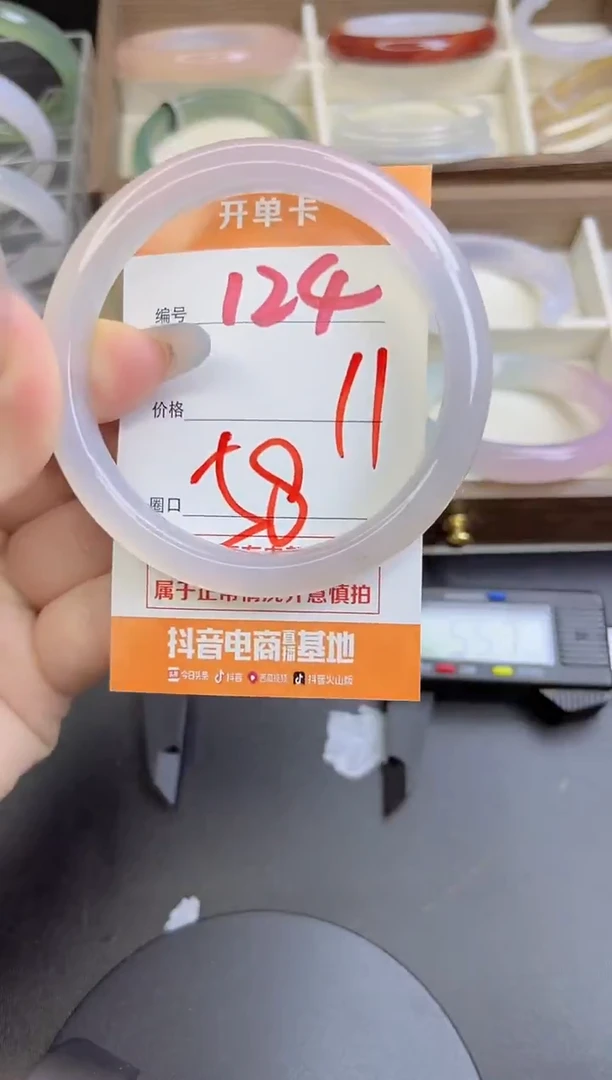 开单卡
编号 124
价格 11
圈口 58
属于正常情况介意慎拍
抖音电商直播基地
今日头条 抖音 西瓜视频 抖音火山版